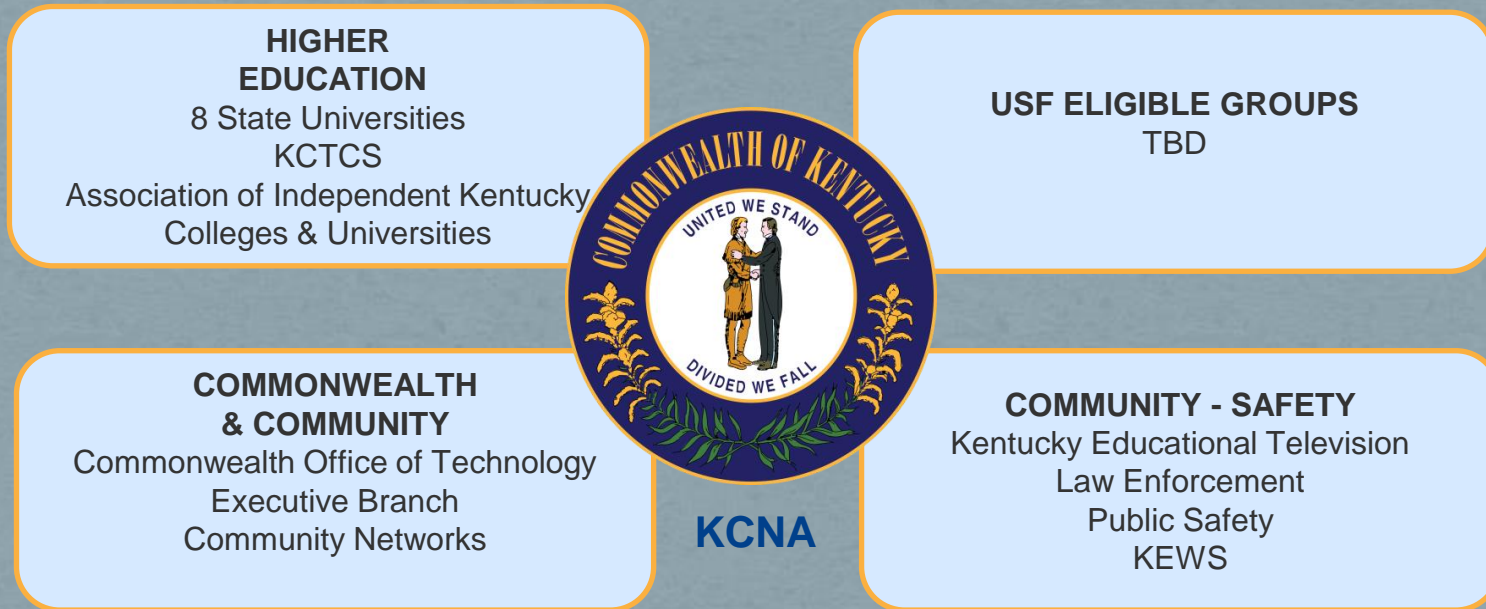 HIGHER
EDUCATION
8 State Universities
KCTCS
Association of Independent Kentucky
Colleges & Universities
USF ELIGIBLE GROUPS
TBD
COMMONWEALTH OF KENTUCKY
UNITED WE STAND
DIVIDED WE FALL
COMMONWEALTH
& COMMUNITY
Commonwealth Office of Technology
Executive Branch
Community Networks
KCNA
COMMUNITY - SAFETY
Kentucky Educational Television
Law Enforcement
Public Safety
KEWS